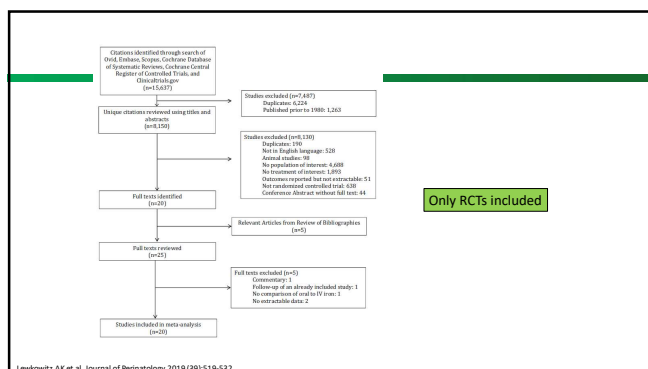 Citations identified through search of
Ovid, Embase, Scopus, Cochrane Database
of Systematic Reviews, Cochrane Central
Register of Controlled Trials, and
Clinicaltrials.gov
(n=15,637)
Studies excluded (n=7,487)
Duplicates: 6,224
Published prior to 1980: 1,263
Unique citations reviewed using titles and
abstracts
(n=8,150)
Studies excluded (n=8,130)
Duplicates: 190
Not in English language: 528
Animal studies: 98
No population of interest: 4,688
No treatment of interest: 1,893
Outcomes reported but not extractable: 51
Not randomized controlled trial: 638
Conference Abstract without full text: 44
Full texts identified
(n=20)
Only RCTs included
Relevant Articles from Review of Bibliographies
(n=5)
Full texts reviewed
(n=25)
Full texts excluded (n=5)
Commentary: 1
Follow-up of an already included study: 1
No comparison of oral to IV iron: 1
No extractable data: 2
Studies included in meta-analysis
(n=20)
Lewkowitz AK et al. Journal of Perinatology 2019 (39):519-532